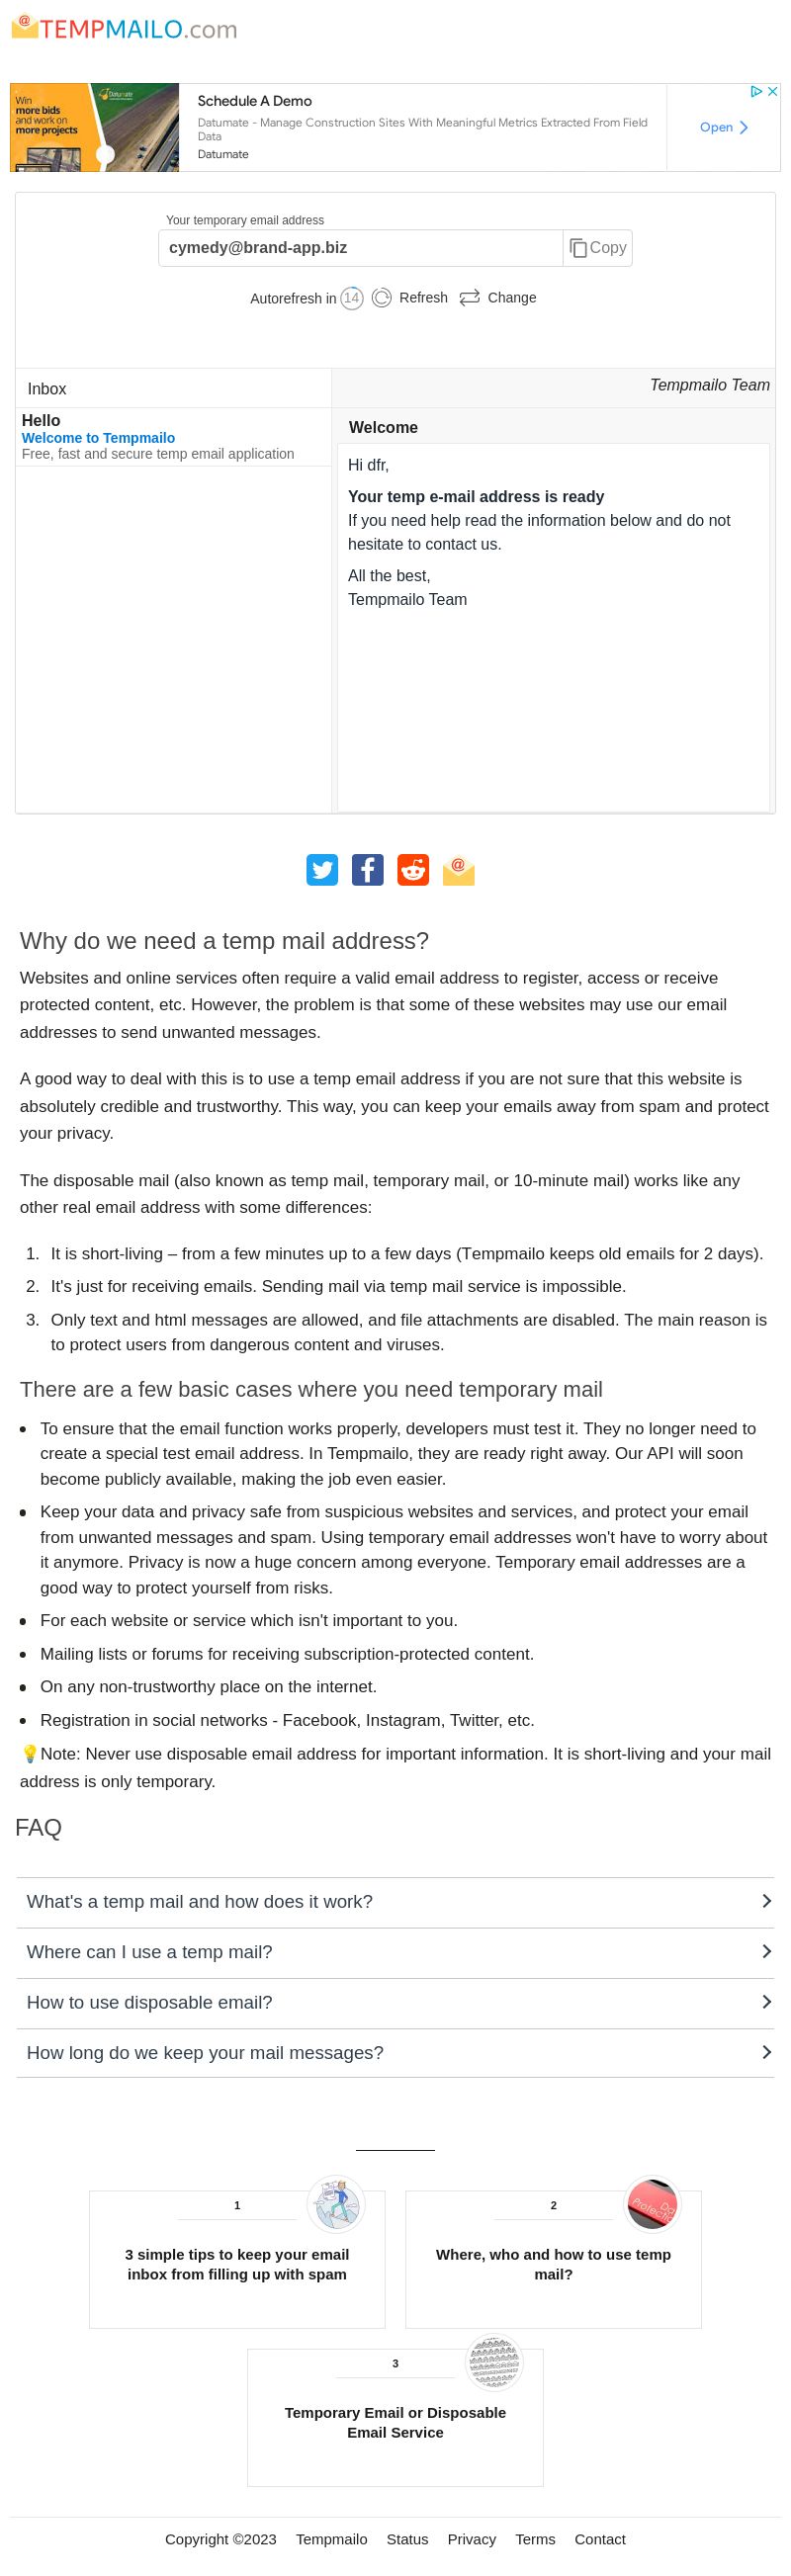 TEMPMAILO.com
Win
more bids
and work on
more projects
Datumate
Schedule A Demo
Datumate - Manage Construction Sites With Meaningful Metrics Extracted From Field
Data
Datumate
Open
Your temporary email address
cymedy@brand-app.biz
Copy
Autorefresh in 14 Refresh Change
Inbox
Tempmailo Team
Hello
Welcome to Tempmailo
Free, fast and secure temp email application
Welcome
Hi dfr,
Your temp e-mail address is ready
If you need help read the information below and do not
hesitate to contact us.
All the best,
Tempmailo Team
Why do we need a temp mail address?
Websites and online services often require a valid email address to register, access or receive
protected content, etc. However, the problem is that some of these websites may use our email
addresses to send unwanted messages.
A good way to deal with this is to use a temp email address if you are not sure that this website is
absolutely credible and trustworthy. This way, you can keep your emails away from spam and protect
your privacy.
The disposable mail (also known as temp mail, temporary mail, or 10-minute mail) works like any
other real email address with some differences:
1. It is short-living – from a few minutes up to a few days (Tempmailo keeps old emails for 2 days).
2. It's just for receiving emails. Sending mail via temp mail service is impossible.
3. Only text and html messages are allowed, and file attachments are disabled. The main reason is
to protect users from dangerous content and viruses.
There are a few basic cases where you need temporary mail
• To ensure that the email function works properly, developers must test it. They no longer need to
create a special test email address. In Tempmailo, they are ready right away. Our API will soon
become publicly available, making the job even easier.
• Keep your data and privacy safe from suspicious websites and services, and protect your email
from unwanted messages and spam. Using temporary email addresses won't have to worry about
it anymore. Privacy is now a huge concern among everyone. Temporary email addresses are a
good way to protect yourself from risks.
• For each website or service which isn't important to you.
• Mailing lists or forums for receiving subscription-protected content.
• On any non-trustworthy place on the internet.
• Registration in social networks - Facebook, Instagram, Twitter, etc.
💡Note: Never use disposable email address for important information. It is short-living and your mail
address is only temporary.
FAQ
What's a temp mail and how does it work?
Where can I use a temp mail?
How to use disposable email?
How long do we keep your mail messages?
1
3 simple tips to keep your email
inbox from filling up with spam
2
Where, who and how to use temp
mail?
3
Temporary Email or Disposable
Email Service
Copyright ©2023 Tempmailo Status Privacy Terms Contact